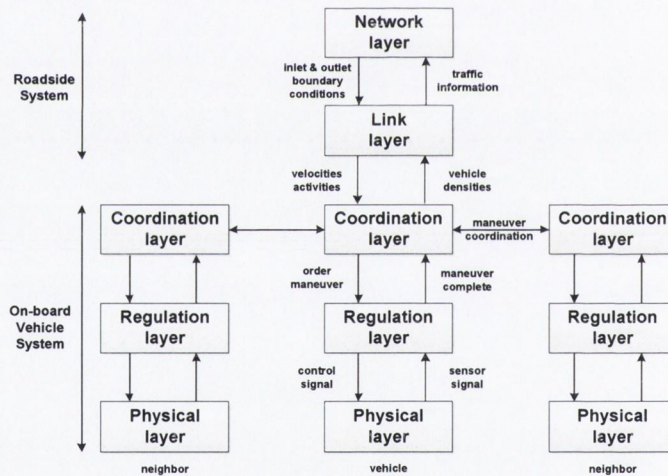 Network
layer
Roadside
System
inlet & outlet
boundary
conditions
traffic
information
Link
layer
velocities
activities
vehicle
densities
Coordination
layer
Coordination
layer
maneuver
coordination
Coordination
layer
order
maneuver
maneuver
complete
On-board
Vehicle
System
Regulation
layer
Regulation
layer
Regulation
layer
control
signal
sensor
signal
Physical
layer
Physical
layer
Physical
layer
neighbor
vehicle
neighbor